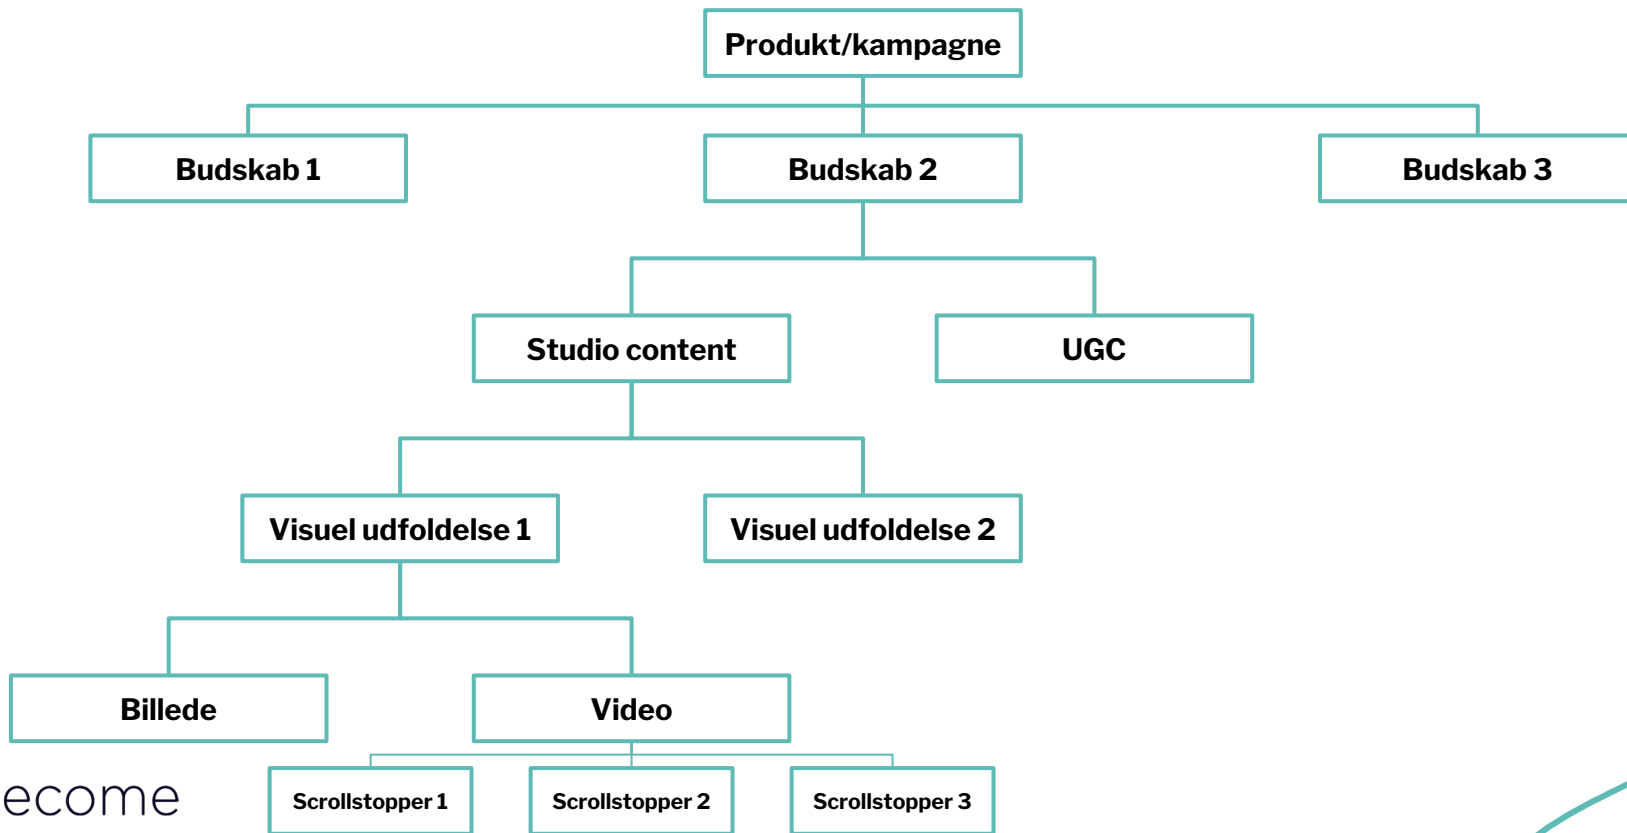 Produkt/kampagne
Budskab 1
Budskab 2
Budskab 3
Studio content
UGC
Visuel udfoldelse 1
Visuel udfoldelse 2
Billede
Video
Scrollstopper 1
Scrollstopper 2
Scrollstopper 3
ecome